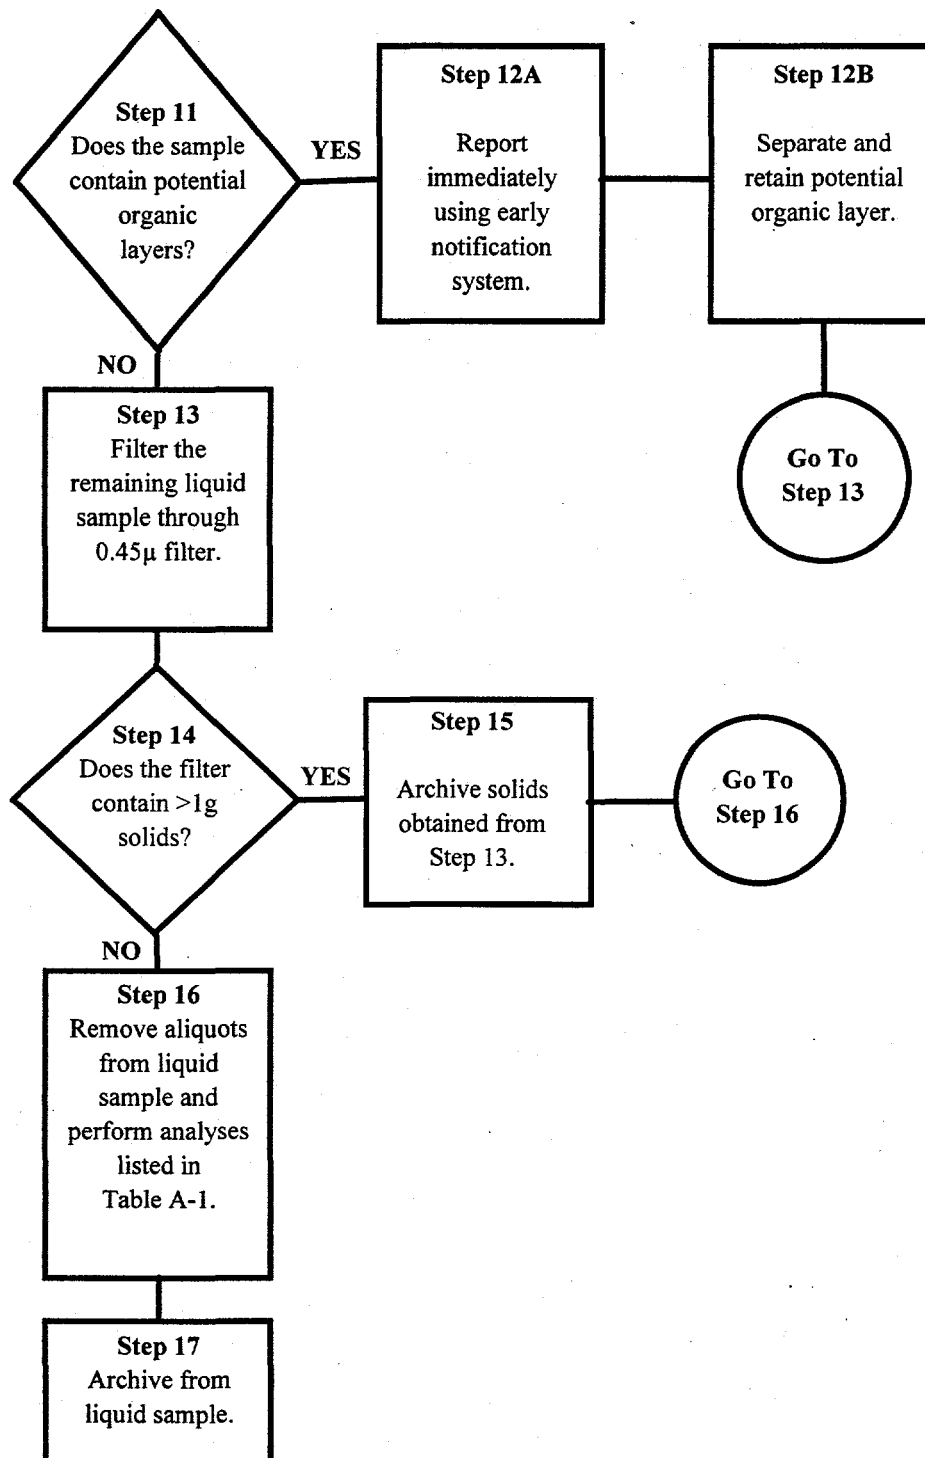 Step 11
Does the sample
contain potential
organic
layers?
YES
Step 12A
Report
immediately
using early
notification
system.
Step 12B
Separate and
retain potential
organic layer.
Go To
Step 13
NO
Step 13
Filter the
remaining liquid
sample through
0.45µ filter.
Step 14
Does the filter
contain >1g
solids?
YES
Step 15
Archive solids
obtained from
Step 13.
Go To
Step 16
NO
Step 16
Remove aliquots
from liquid
sample and
perform analyses
listed in
Table A-1.
Step 17
Archive from
liquid sample.